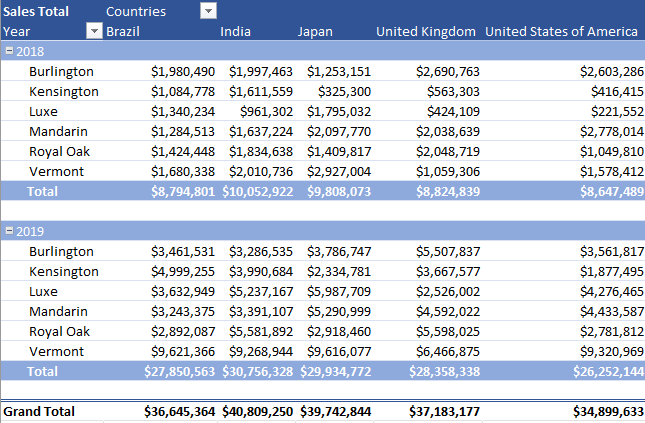 Sales Total Countries
Year Brazil India Japan United Kingdom United States of America
2018
Burlington $1,980,490 $1,997,463 $1,253,151 $2,690,763 $2,603,286
Kensington $1,084,778 $1,611,559 $325,300 $563,303 $416,415
Luxe $1,340,234 $961,302 $1,795,032 $424,109 $221,552
Mandarin $1,284,513 $1,637,224 $2,097,770 $2,038,639 $2,778,014
Royal Oak $1,424,448 $1,834,638 $1,409,817 $2,048,719 $1,049,810
Vermont $1,680,338 $2,010,736 $2,927,004 $1,059,306 $1,578,412
Total $8,794,801 $10,052,922 $9,808,073 $8,824,839 $8,647,489
2019
Burlington $3,461,531 $3,286,535 $3,786,747 $5,507,837 $3,561,817
Kensington $4,999,255 $3,990,684 $2,334,781 $3,667,577 $1,877,495
Luxe $3,632,949 $5,237,167 $5,987,709 $2,526,002 $4,276,465
Mandarin $3,243,375 $3,391,107 $5,290,999 $4,592,022 $4,433,587
Royal Oak $2,892,087 $5,581,892 $2,918,460 $5,598,025 $2,781,812
Vermont $9,621,366 $9,268,944 $9,616,077 $6,466,875 $9,320,969
Total $27,850,563 $30,756,328 $29,934,772 $28,358,338 $26,252,144
Grand Total $36,645,364 $40,809,250 $39,742,844 $37,183,177 $34,899,633